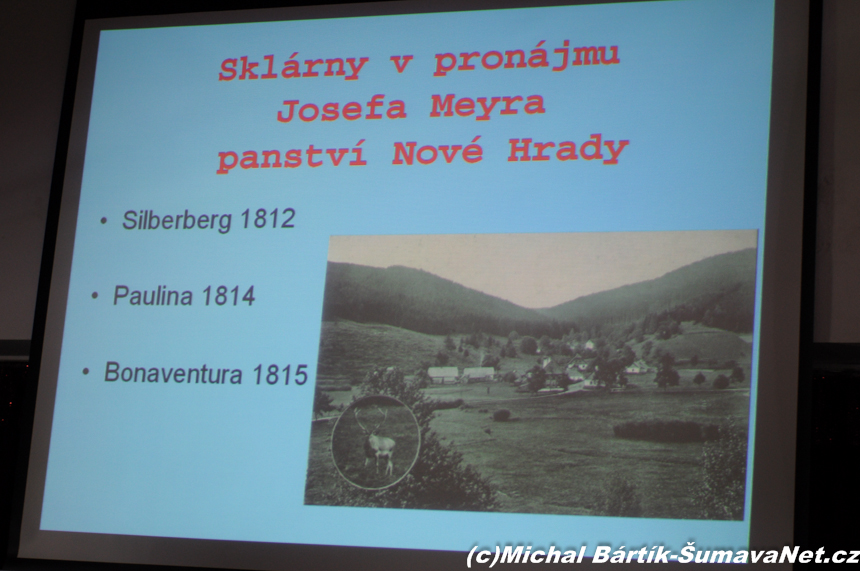 Sklárny v pronájmu
Josefa Meyra
panství Nové Hrady
• Silberberg 1812
• Paulina 1814
• Bonaventura 1815
(c)Michal Bártík-ŠumavaNet.cz